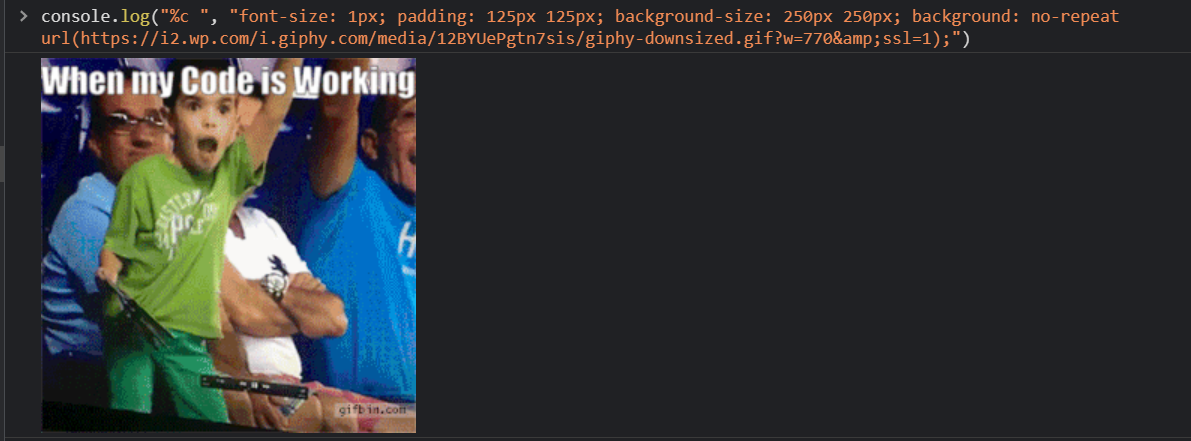 console.log("%c ", "font-size: 1px; padding: 125px 125px; background-size: 250px 250px; background: no-repeat
url(https://i2.wp.com/i.giphy.com/media/12BYUePgtn7sis/giphy-downsized.gif?w=770&amp;ssl=1);")
When my Code is Working
gifbin.com